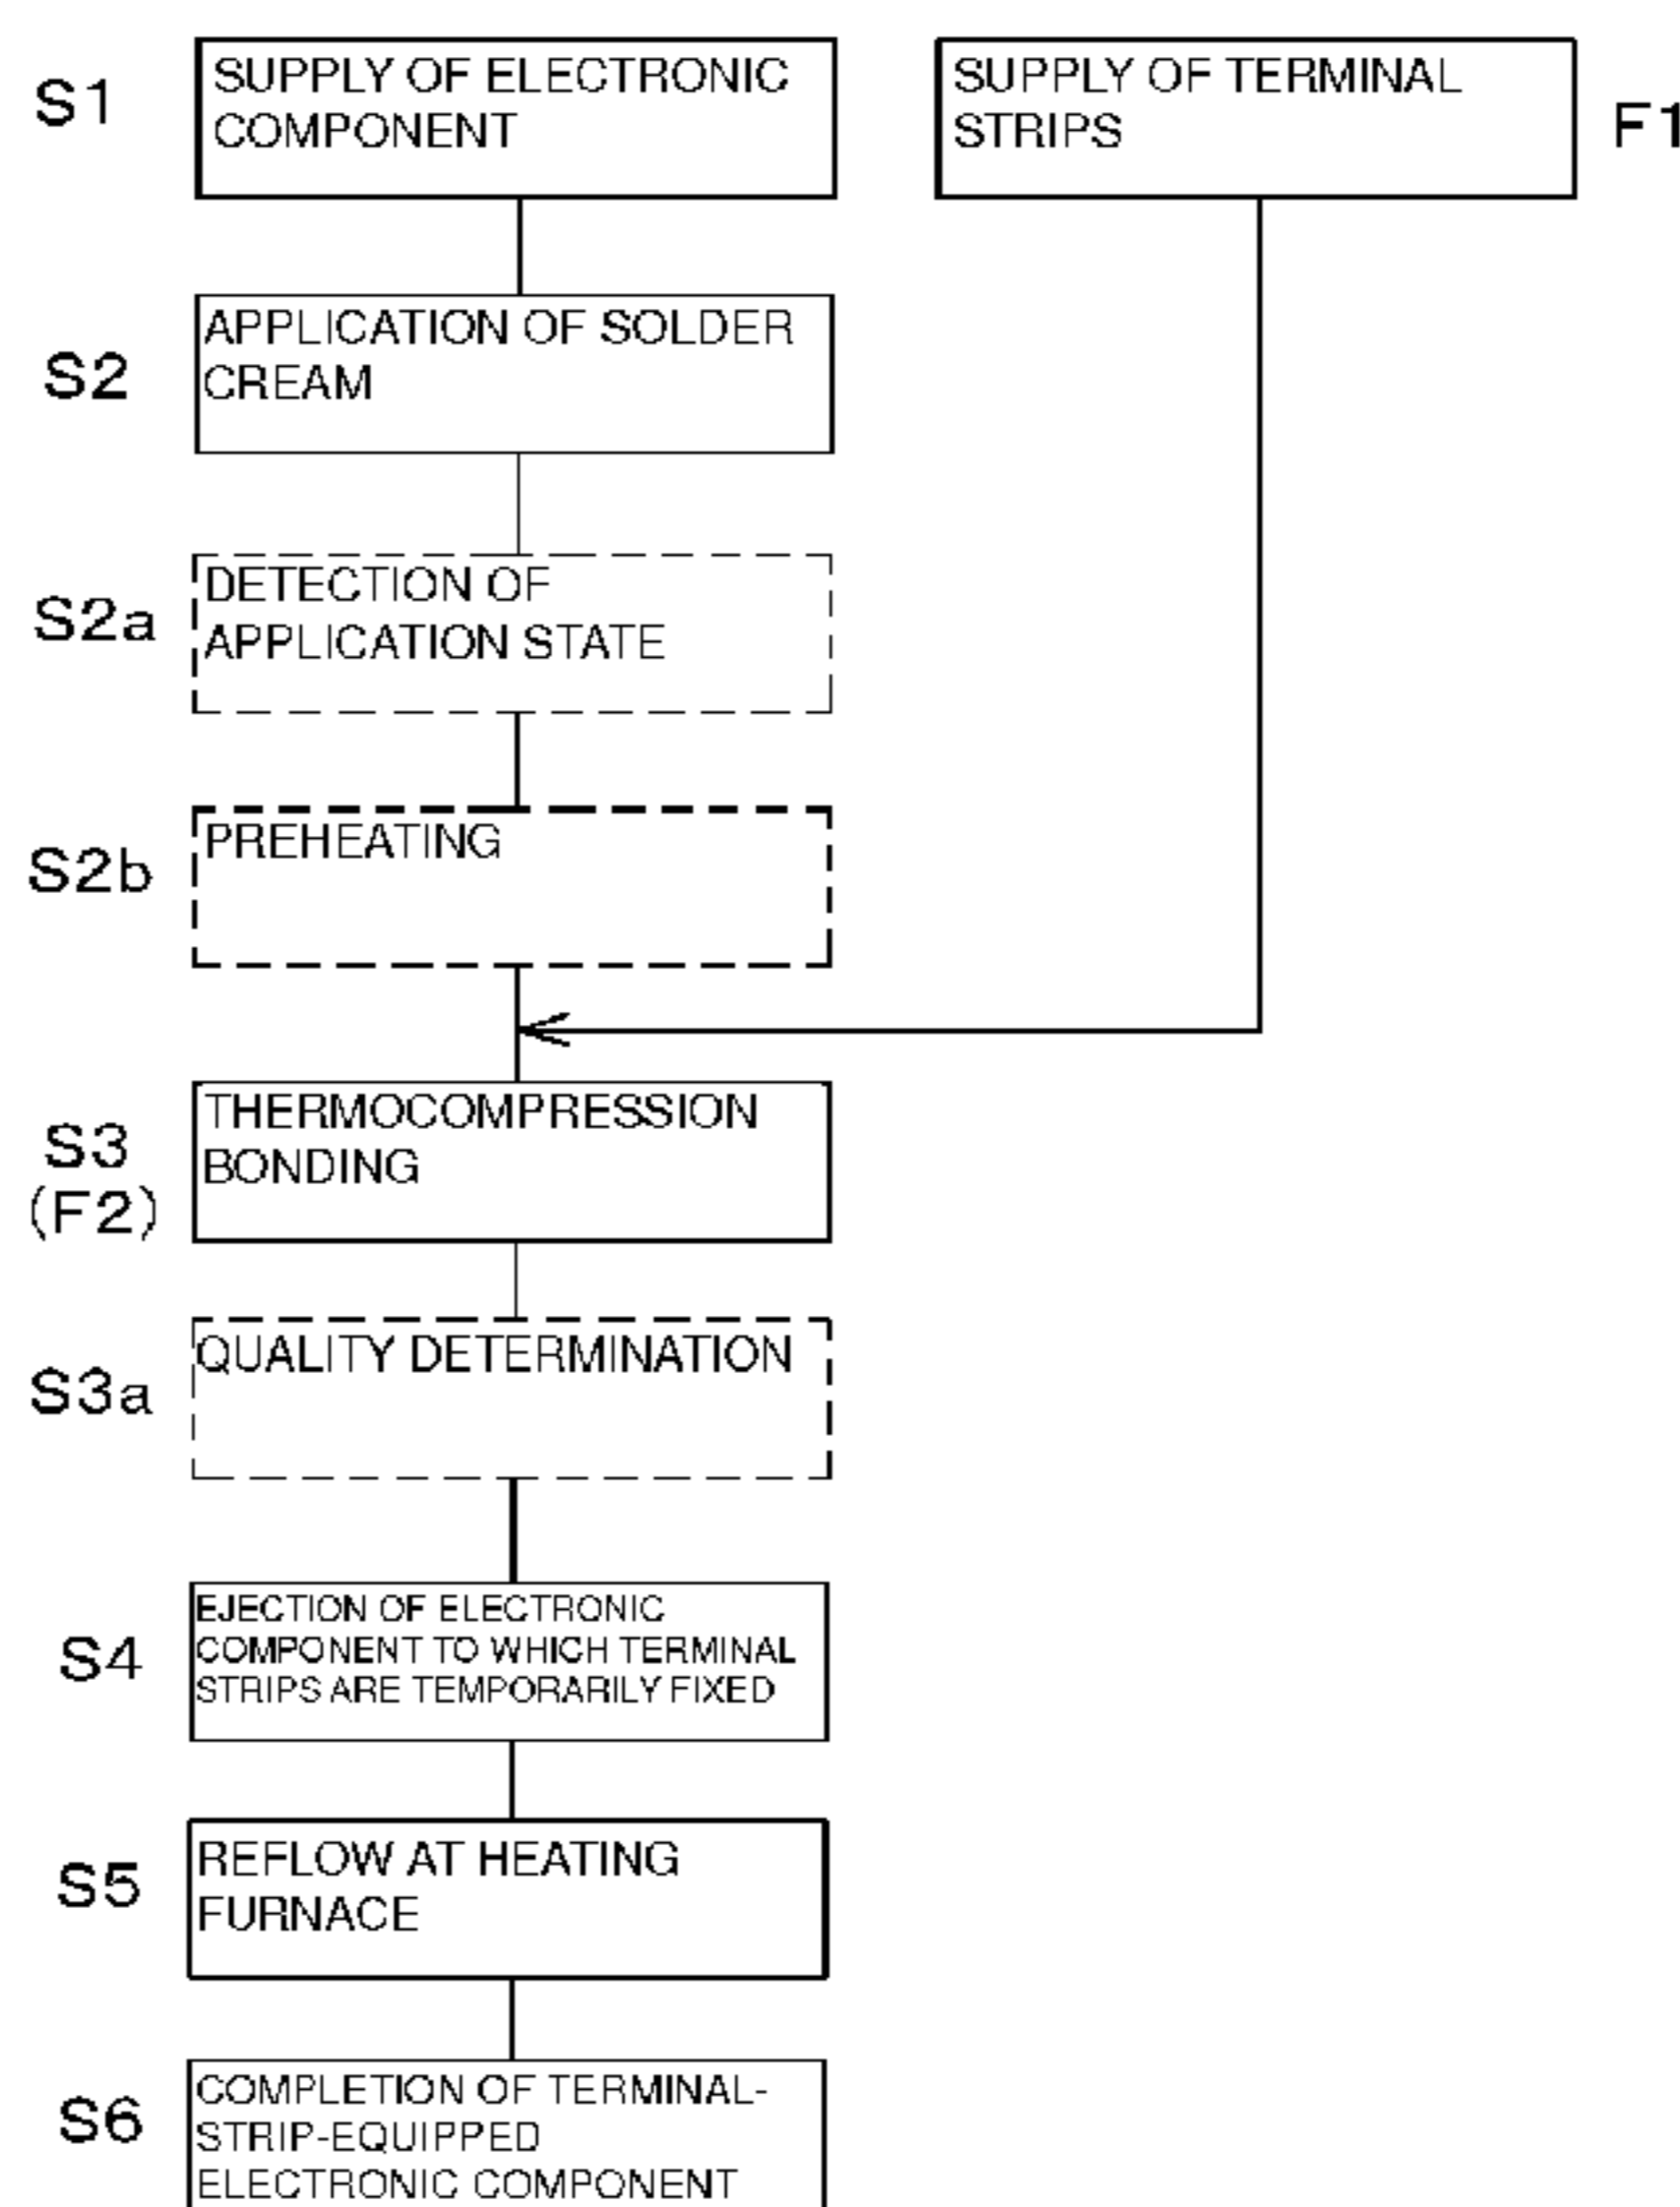 S1
SUPPLY OF ELECTRONIC
COMPONENT
SUPPLY OF TERMINAL
STRIPS
F1
S2
APPLICATION OF SOLDER
CREAM
S2a
DETECTION OF
APPLICATION STATE
S2b
PREHEATING
S3
(F2)
THERMOCOMPRESSION
BONDING
S3a
QUALITY DETERMINATION
S4
EJECTION OF ELECTRONIC
COMPONENT TO WHICH TERMINAL
STRIPS ARE TEMPORARILY FIXED
S5
REFLOW AT HEATING
FURNACE
S6
COMPLETION OF TERMINAL-
STRIP-EQUIPPED
ELECTRONIC COMPONENT